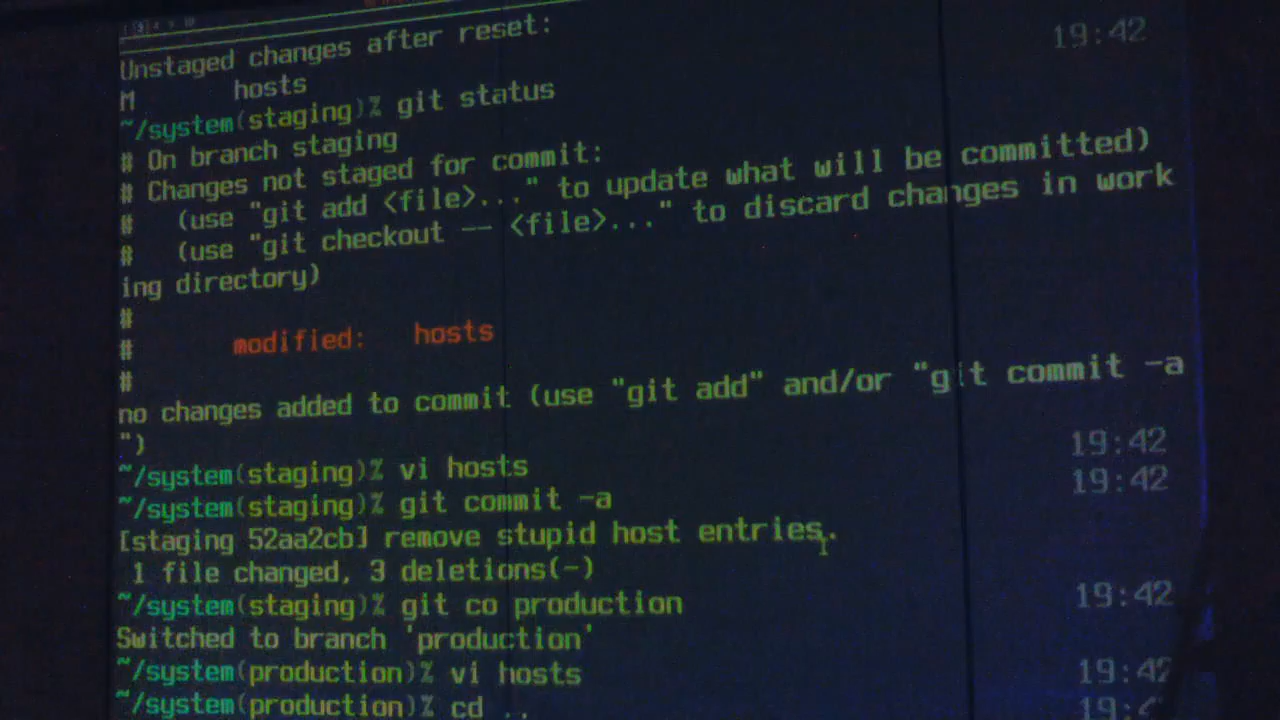 Unstaged changes after reset: 19:42
M hosts
~/system(staging)% git status
# On branch staging
# Changes not staged for commit:
# (use "git add <file>..." to update what will be committed)
# (use "git checkout -- <file>..." to discard changes in work
ing directory)
#
# modified: hosts
#
no changes added to commit (use "git add" and/or "git commit -a
")
~/system(staging)% vi hosts 19:42
~/system(staging)% git commit -a 19:42
[staging 52aa2cb] remove stupid host entries.
1 file changed, 3 deletions(-)
~/system(staging)% git co production 19:42
Switched to branch 'production'
~/system(production)% vi hosts 19:42
~/system(production)% cd ..